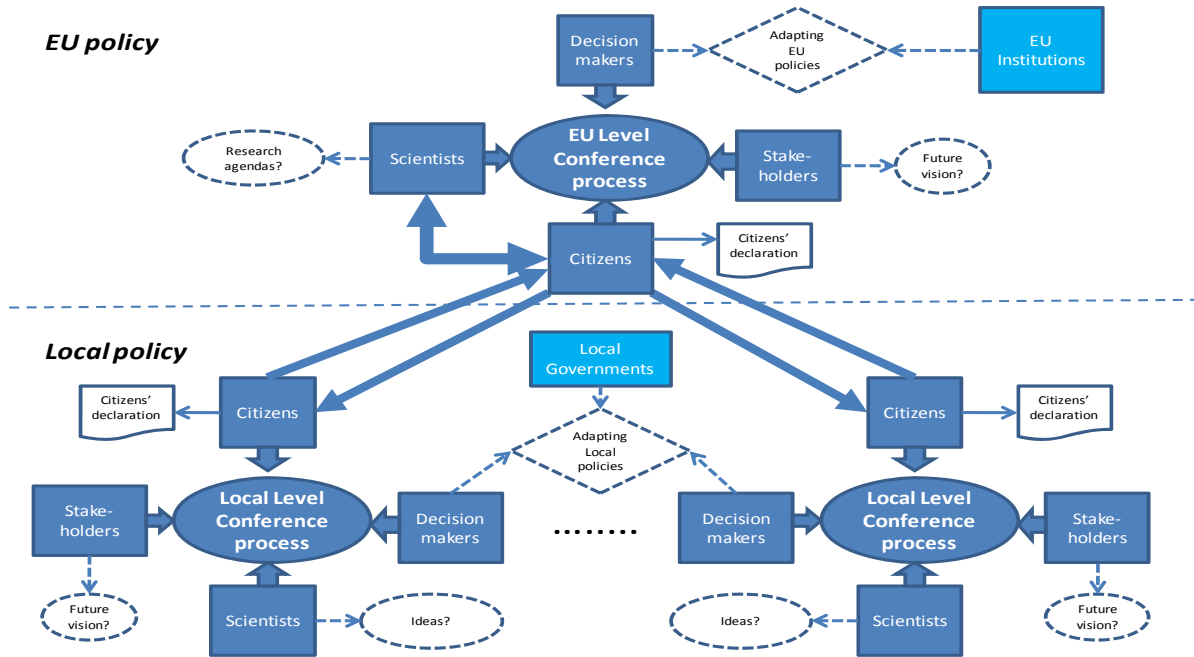 EU policy
Decision
makers
Adapting
EU
policies
EU
Institutions
Research
agendas?
Scientists
EU Level
Conference
process
Stake-
holders
Future
vision?
Citizens
Citizens'
declaration
Local policy
Local
Governments
Citizens'
declaration
Citizens
Adapting
Local
policies
Citizens
Citizens'
declaration
Stake-
holders
Local Level
Conference
process
Decision
makers
........
Decision
makers
Local Level
Conference
process
Stake-
holders
Future
vision?
Scientists
Ideas?
Ideas?
Scientists
Future
vision?